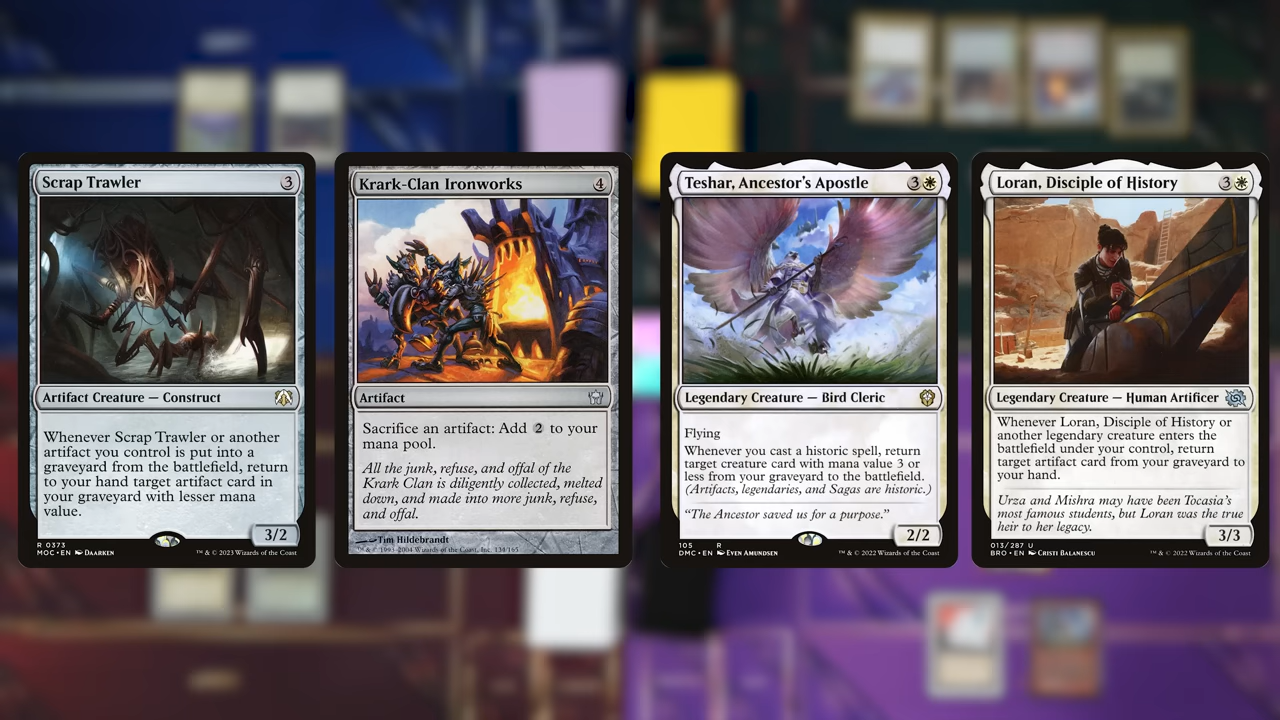 Scrap Trawler
3
Artifact Creature — Construct
Whenever Scrap Trawler or another
artifact you control is put into a
graveyard from the battlefield, return
to your hand target artifact card in
your graveyard with lesser mana
value.
3/2
R 0373
MOC • EN DAARKEN
™ & © 2023 Wizards of the Coast
Krark-Clan Ironworks
4
Artifact
Sacrifice an artifact: Add 2 to your
mana pool.
All the junk, refuse, and offal of the
Krark Clan is diligently collected, melted
down, and made into more junk, refuse,
and offal.
Tim Hildebrandt
™ & © 1993–2004 Wizards of the Coast, Inc. 134/165
Teshar, Ancestor's Apostle
3
Legendary Creature — Bird Cleric
Flying
Whenever you cast a historic spell, return
target creature card with mana value 3 or
less from your graveyard to the battlefield.
(Artifacts, legendaries, and Sagas are historic.)
“The Ancestor saved us for a purpose.”
2/2
105 R
DMC • EN EVEN AMUNDSEN
™ & © 2022 Wizards of the Coast
Loran, Disciple of History
3
Legendary Creature — Human Artificer
Whenever Loran, Disciple of History or
another legendary creature enters the
battlefield under your control, return
target artifact card from your graveyard to
your hand.
Urza and Mishra may have been Tocasia's
most famous students, but Loran was the true
heir to her legacy.
3/3
013/287 U
BRO • EN CRISTI BALANESCU
™ & © 2022 Wizards of the Coast